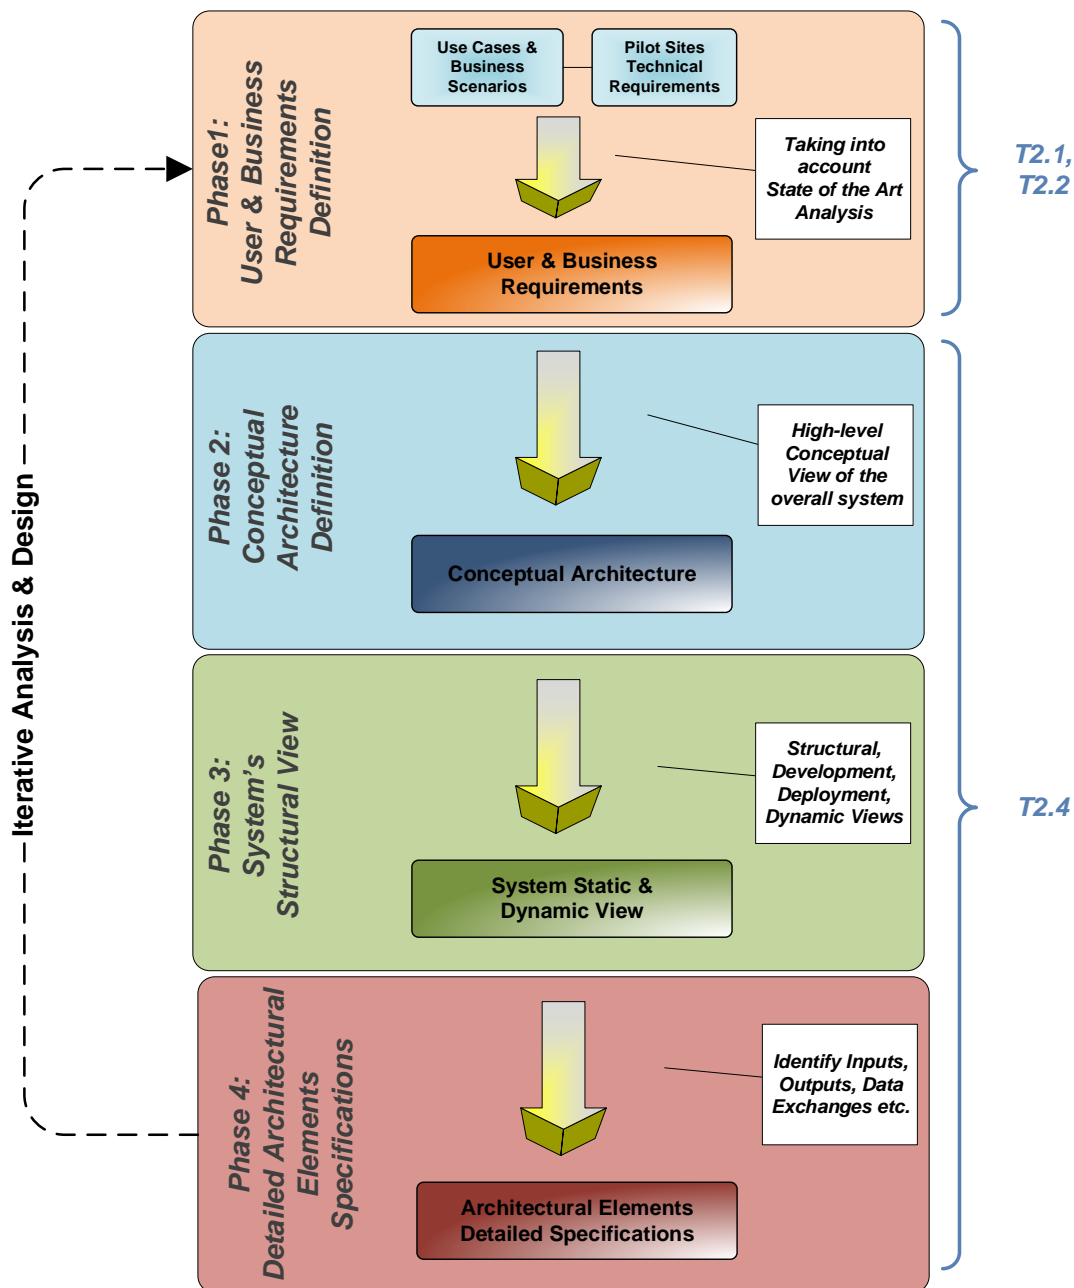 Iterative Analysis & Design
Phase1:
User & Business
Requirements
Definition
Use Cases &
Business
Scenarios
Pilot Sites
Technical
Requirements
Taking into
account
State of the Art
Analysis
User & Business
Requirements
T2.1,
T2.2
Phase 2:
Conceptual
Architecture
Definition
High-level
Conceptual
View of the
overall system
Conceptual Architecture
Phase 3:
System's
Structural View
Structural,
Development,
Deployment,
Dynamic Views
System Static &
Dynamic View
T2.4
Phase 4:
Detailed Architectural
Elements
Specifications
Identify Inputs,
Outputs, Data
Exchanges etc.
Architectural Elements
Detailed Specifications